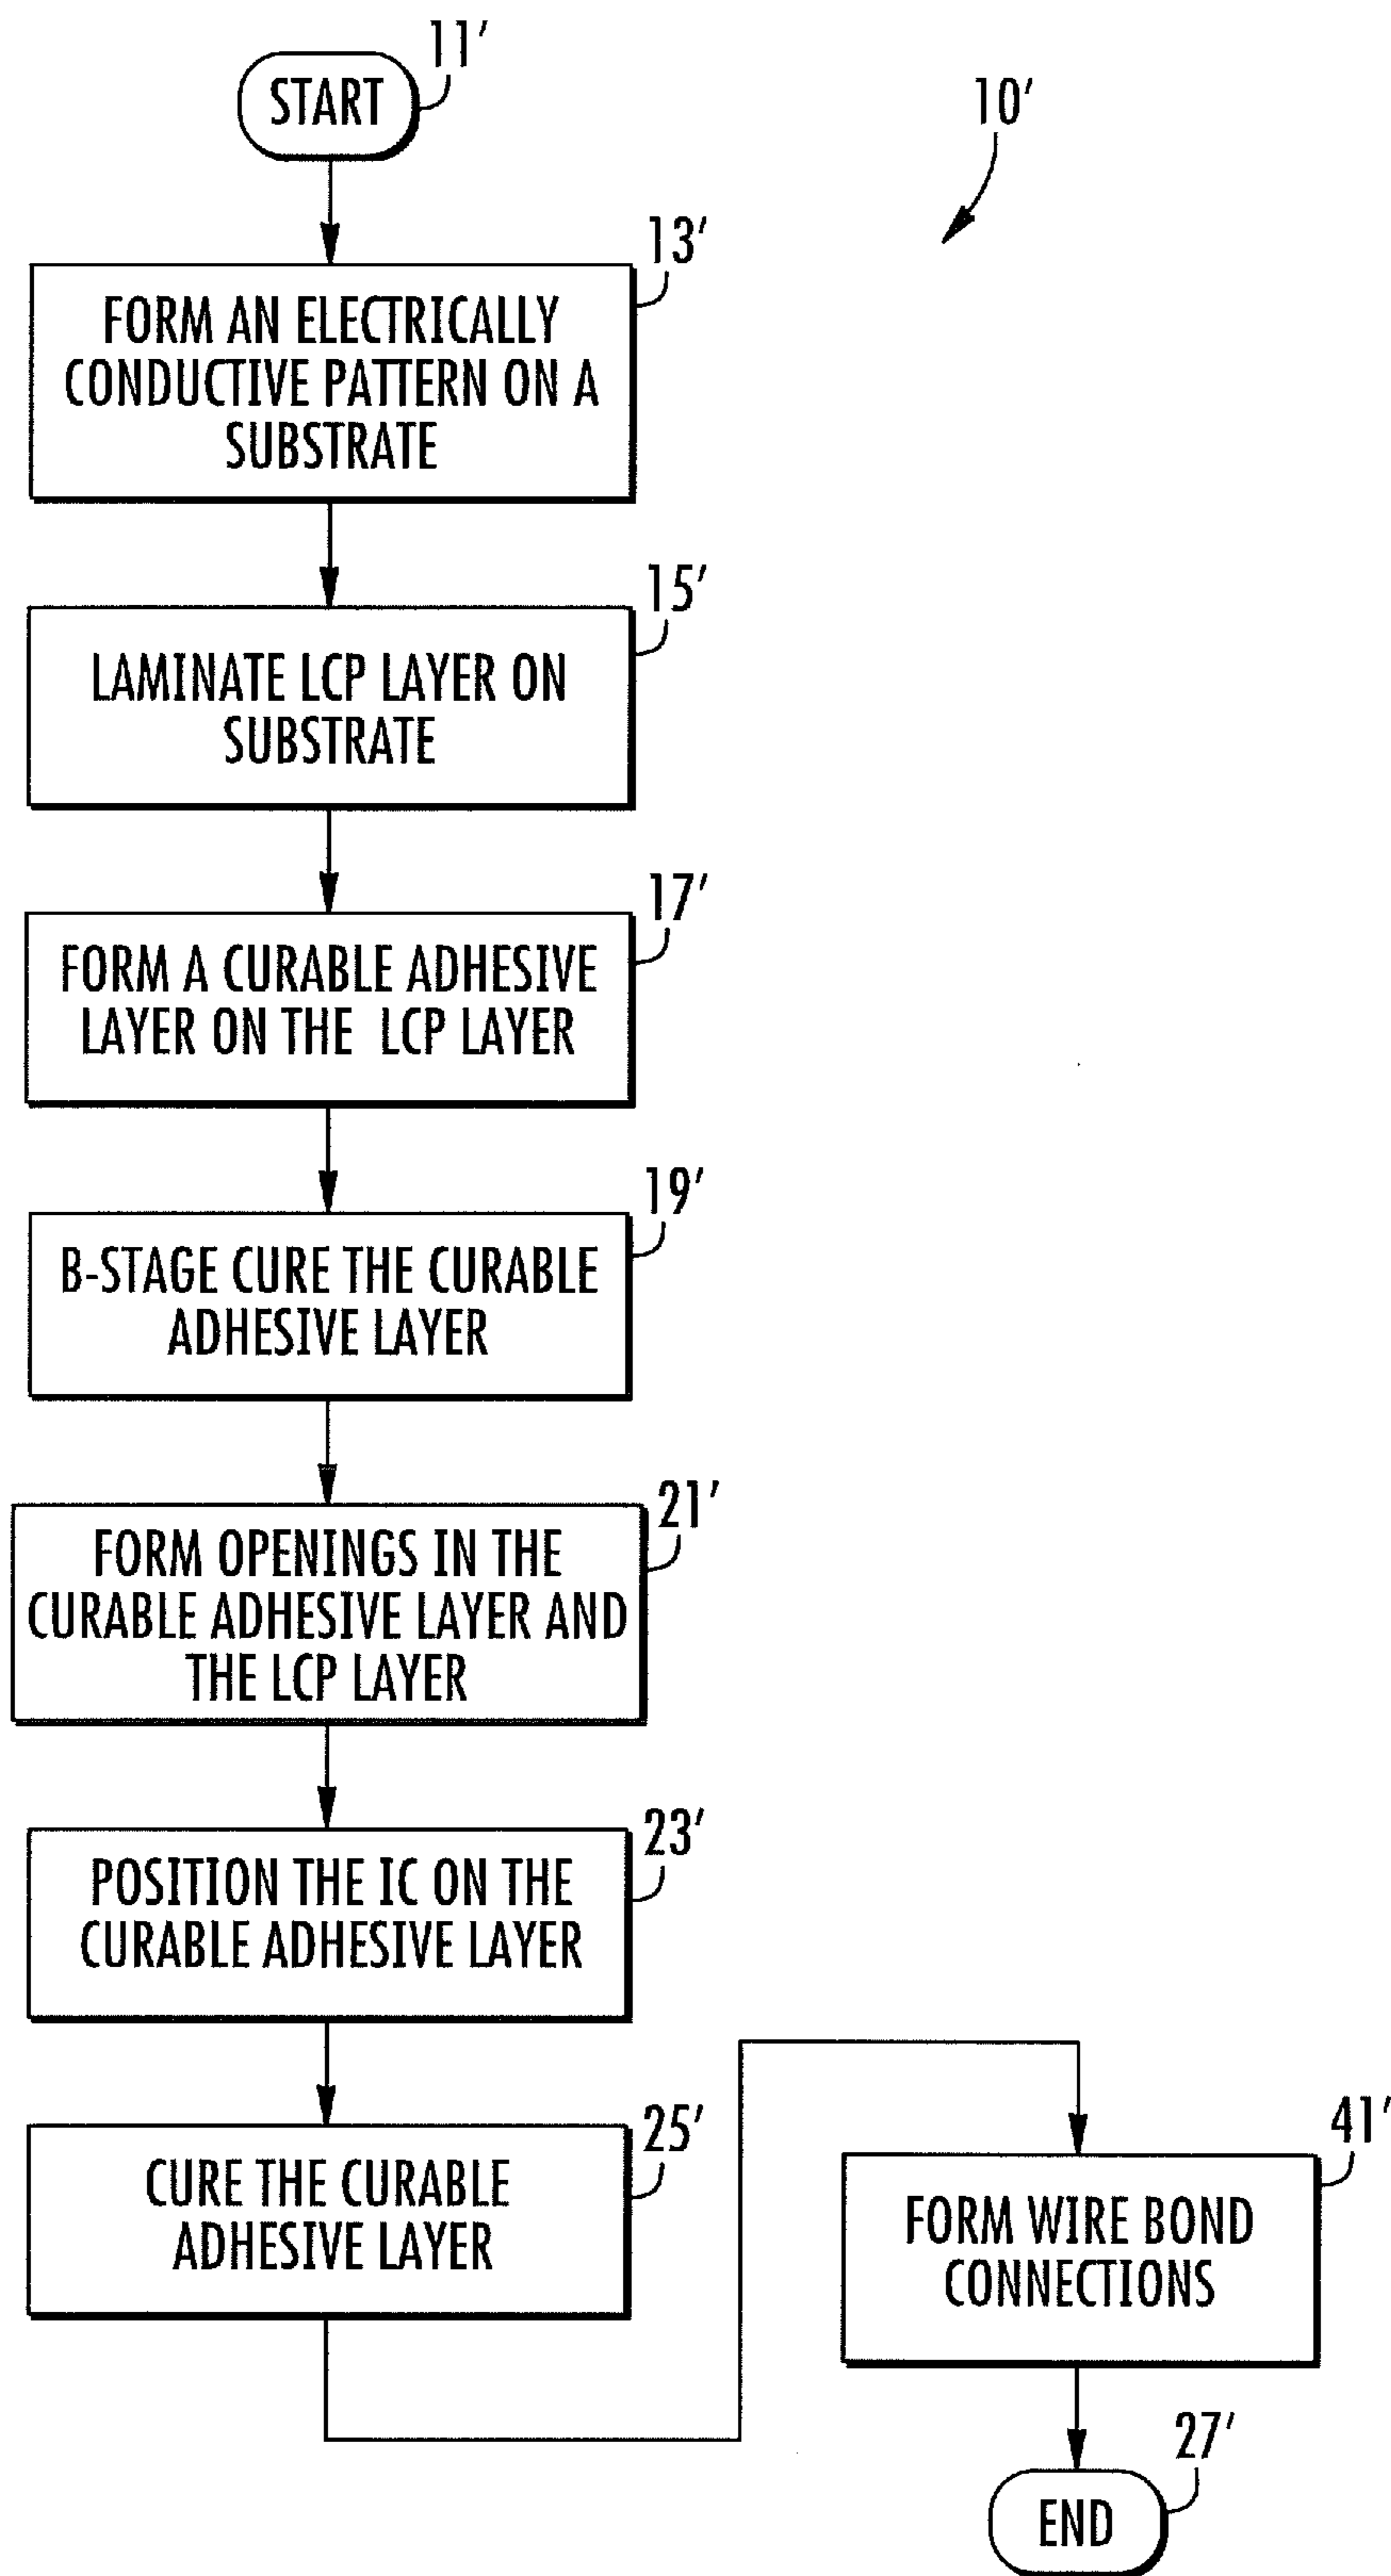 11'
START
10'
13'
FORM AN ELECTRICALLY
CONDUCTIVE PATTERN ON A
SUBSTRATE
15'
LAMINATE LCP LAYER ON
SUBSTRATE
17'
FORM A CURABLE ADHESIVE
LAYER ON THE LCP LAYER
19'
B-STAGE CURE THE CURABLE
ADHESIVE LAYER
21'
FORM OPENINGS IN THE
CURABLE ADHESIVE LAYER AND
THE LCP LAYER
23'
POSITION THE IC ON THE
CURABLE ADHESIVE LAYER
25'
CURE THE CURABLE
ADHESIVE LAYER
41'
FORM WIRE BOND
CONNECTIONS
27'
END